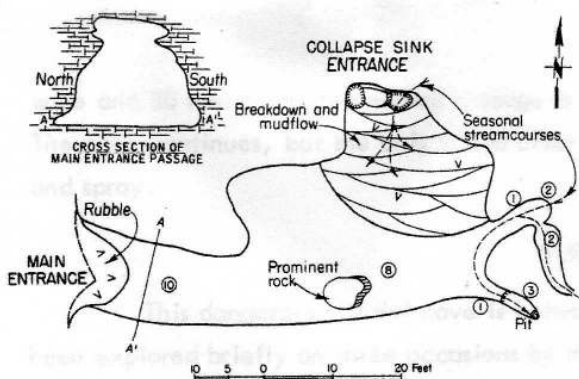 COLLAPSE SINK
ENTRANCE
North
South
A
A'
CROSS SECTION OF
MAIN ENTRANCE PASSAGE
Breakdown and
mudflow
Seasonal
streamcourses
N
Rubble
MAIN
ENTRANCE
A
A'
10
Prominent
rock
8
1
2
2
1
3
Pit
10 5 0 10 20 Feet